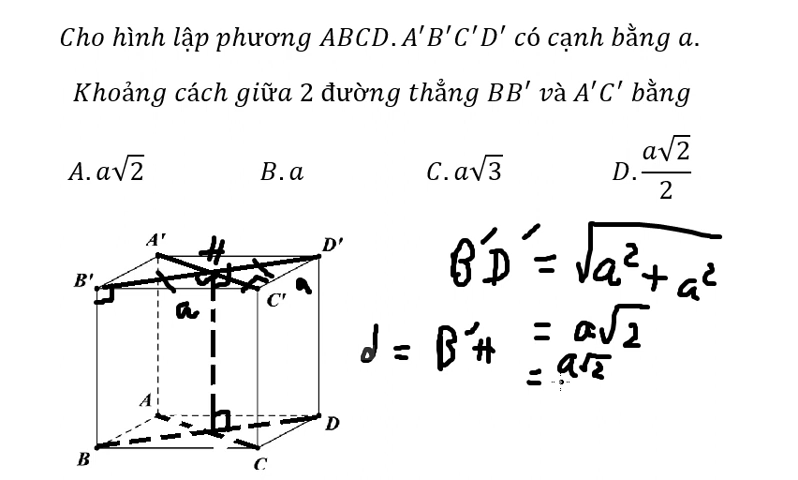 Cho hình lập phương ABCD.A'B'C'D' có cạnh bằng a.
Khoảng cách giữa 2 đường thẳng BB' và A'C' bằng
A. a√2 B. a C. a√3 D. a√2/2
A' H D'
B' C'
a a
A D
B C
B'D' = √a² + a²
= a√2
d = B'H
= a√2